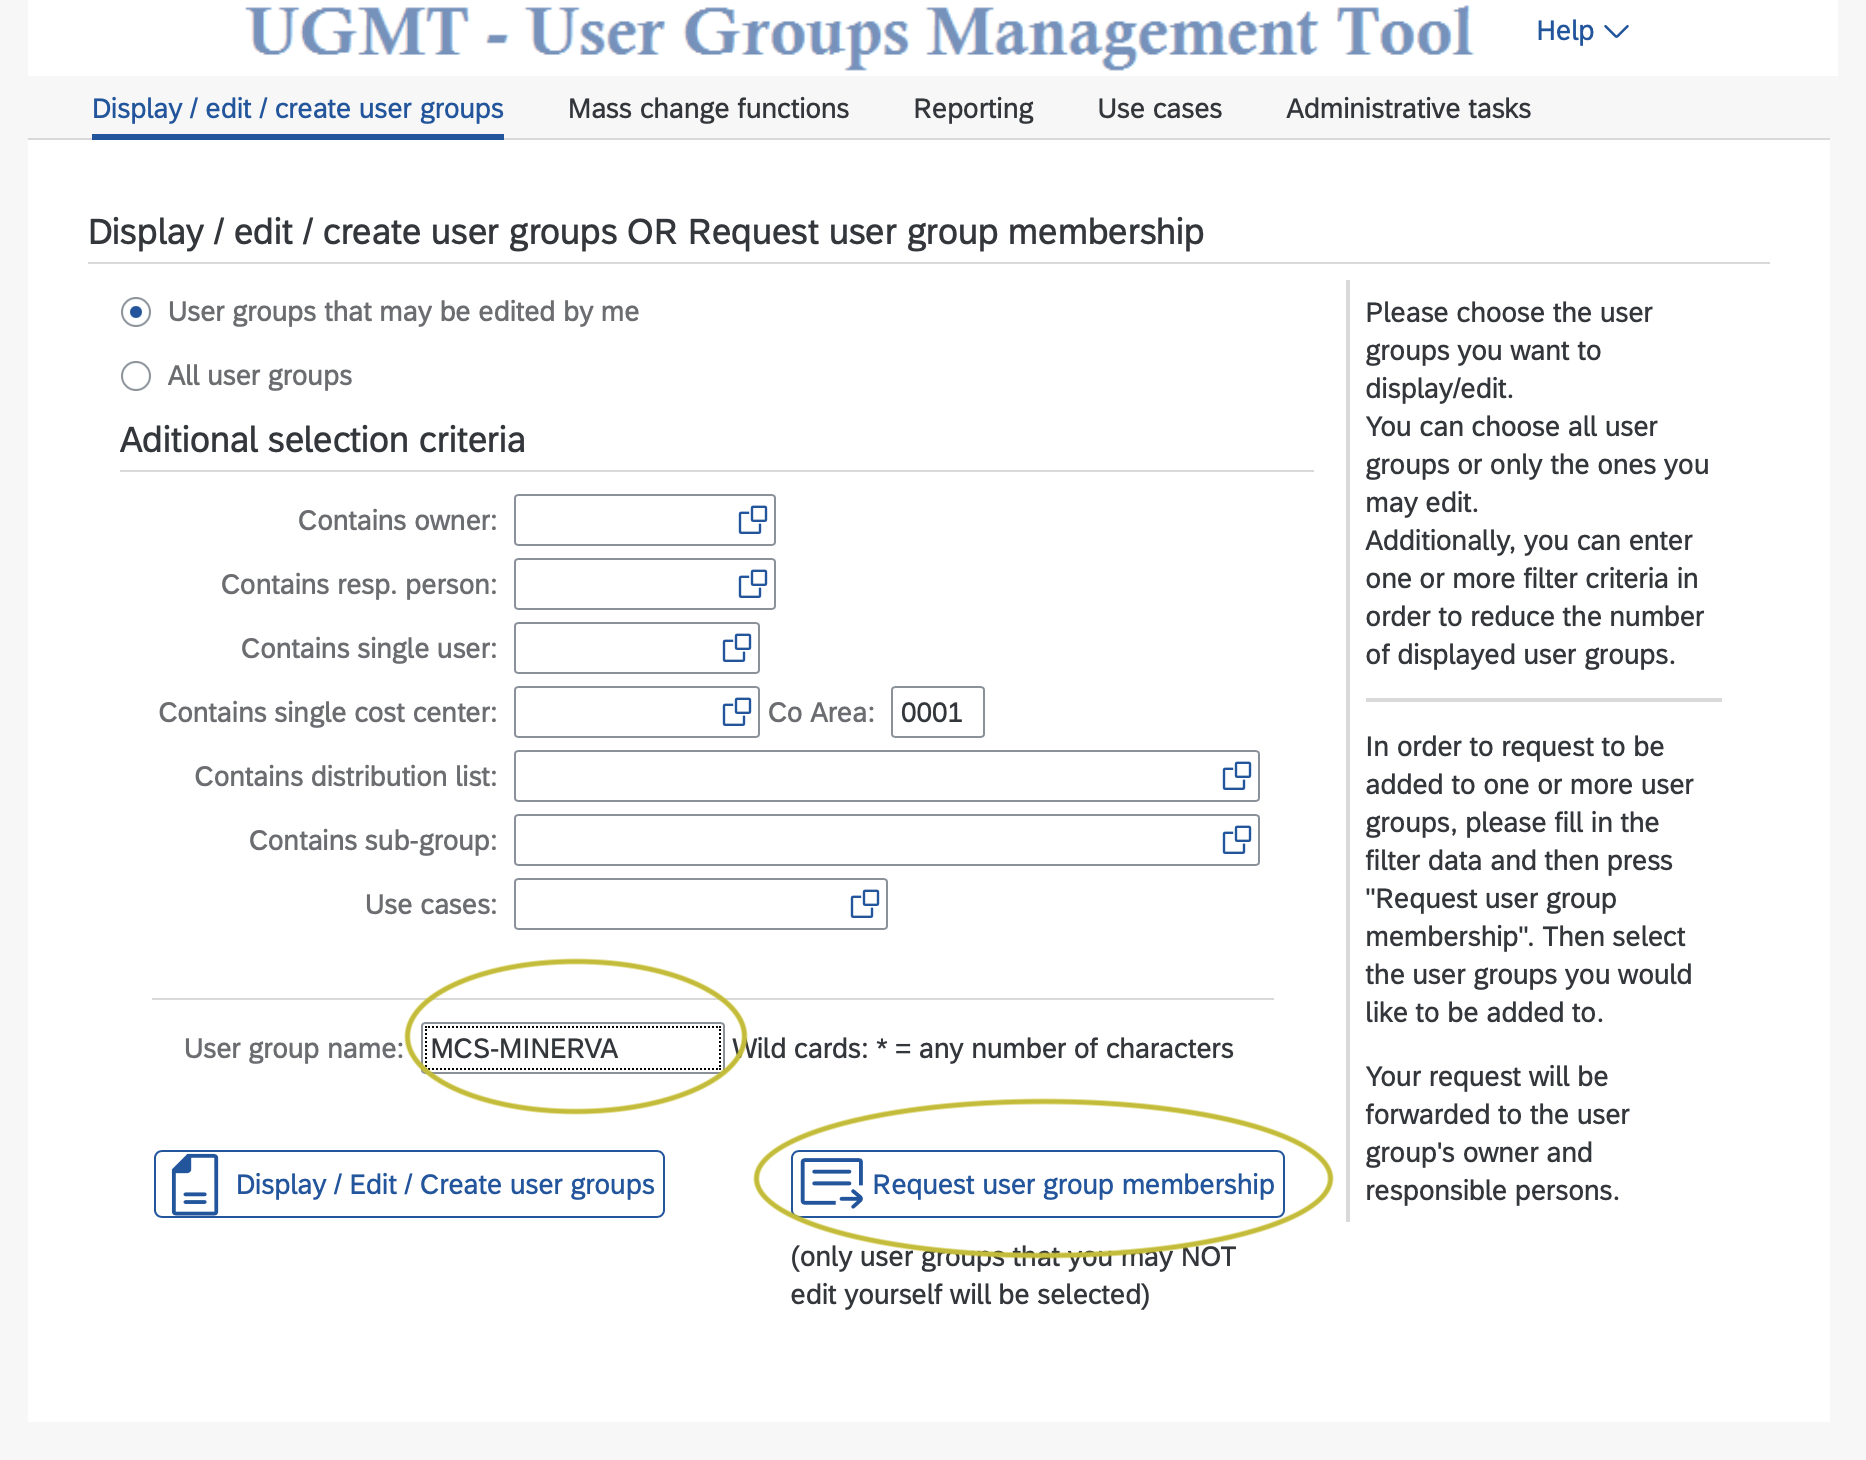 UGMT - User Groups Management Tool
Help
Display / edit / create user groups
Mass change functions
Reporting
Use cases
Administrative tasks
Display / edit / create user groups OR Request user group membership
User groups that may be edited by me
All user groups
Aditional selection criteria
Contains owner:
Contains resp. person:
Contains single user:
Contains single cost center:
Co Area: 0001
Contains distribution list:
Contains sub-group:
Use cases:
User group name: MCS-MINERVA Wild cards: * = any number of characters
Display / Edit / Create user groups
Request user group membership
(only user groups that you may NOT
edit yourself will be selected)
Please choose the user
groups you want to
display/edit.
You can choose all user
groups or only the ones you
may edit.
Additionally, you can enter
one or more filter criteria in
order to reduce the number
of displayed user groups.
In order to request to be
added to one or more user
groups, please fill in the
filter data and then press
"Request user group
membership". Then select
the user groups you would
like to be added to.
Your request will be
forwarded to the user
group's owner and
responsible persons.